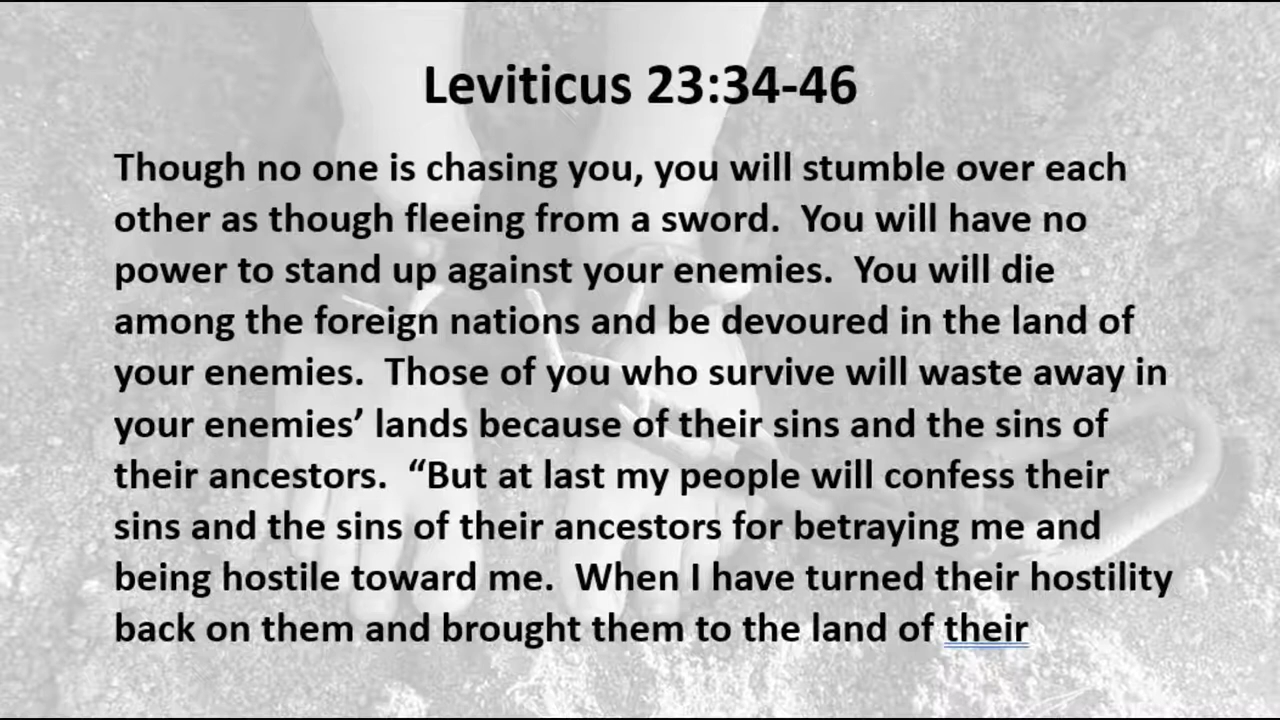 Leviticus 23:34-46
Though no one is chasing you, you will stumble over each
other as though fleeing from a sword.  You will have no
power to stand up against your enemies.  You will die
among the foreign nations and be devoured in the land of
your enemies.  Those of you who survive will waste away in
your enemies’ lands because of their sins and the sins of
their ancestors.  “But at last my people will confess their
sins and the sins of their ancestors for betraying me and
being hostile toward me.  When I have turned their hostility
back on them and brought them to the land of their